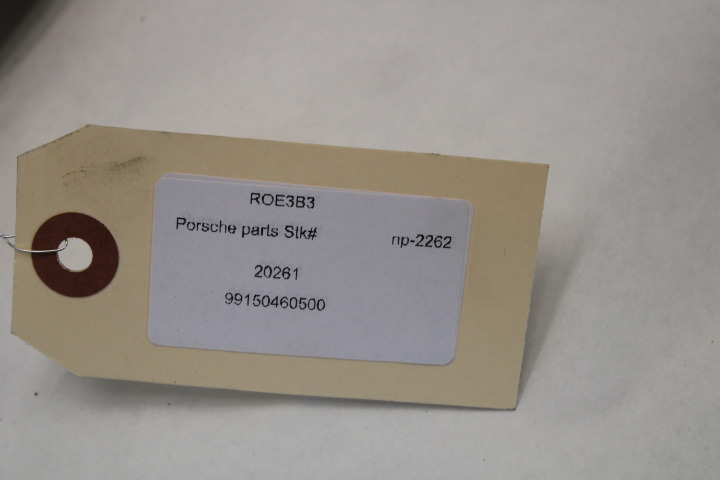 ROE3B3
Porsche parts Stk# np-2262
20261
99150460500